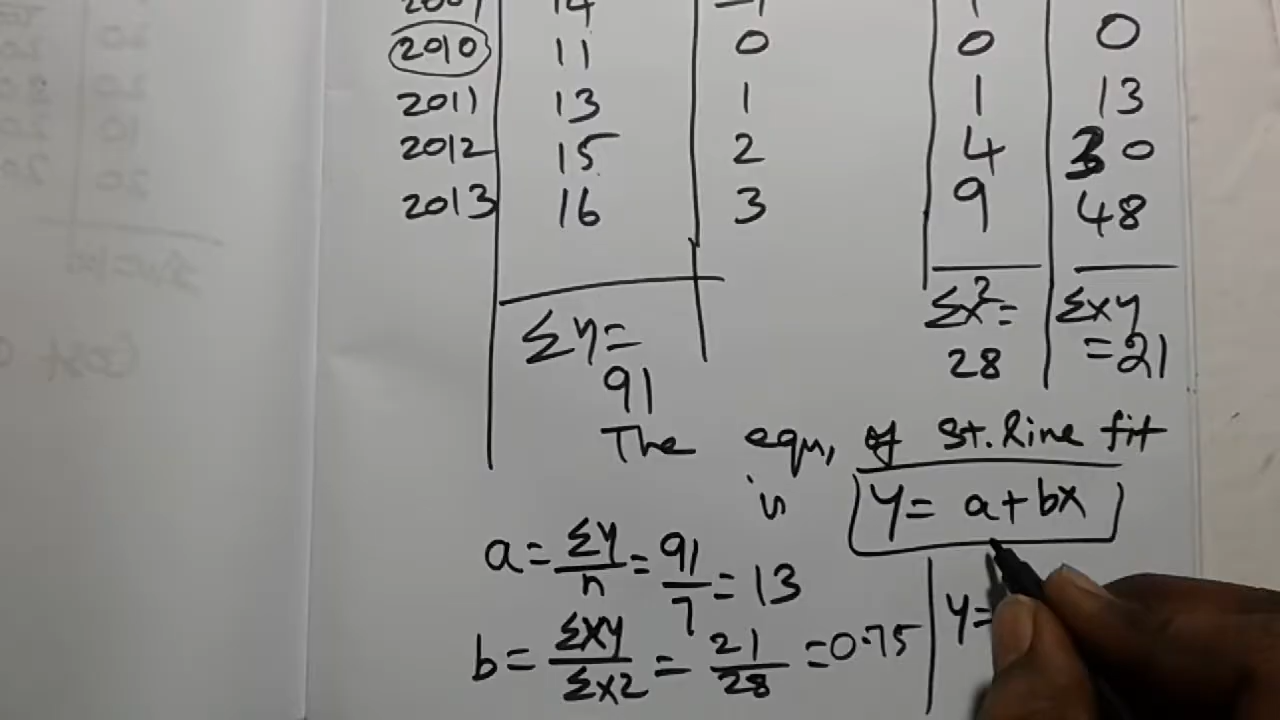 14
2010 11 0 0 0
2011 13 1 1 13
2012 15 2 4 30
2013 16 3 9 48
Σy= Σx²= Σxy
91 28 =21
The equ, of St. line fit
is y= a+bx
a= Σy/n = 91/7 = 13
b= Σxy/Σx2 = 21/28 =0.75
y=